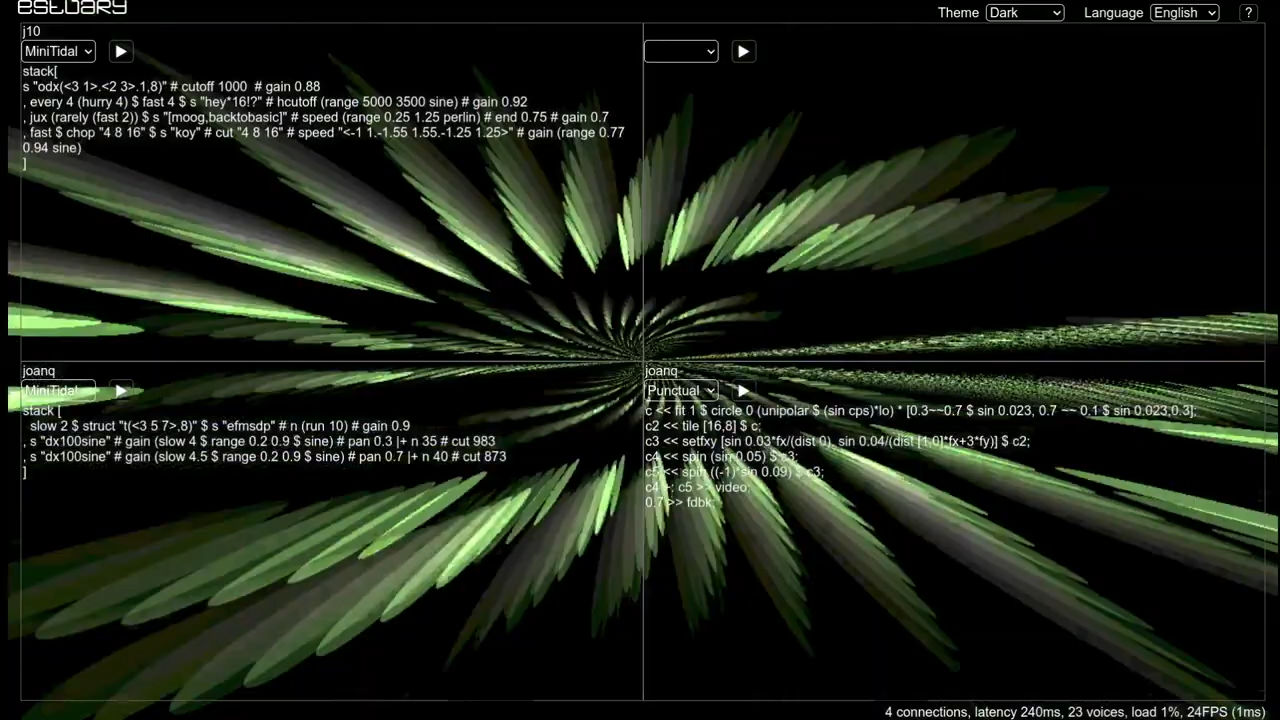 estuary
Theme Dark Language English ?
j10
MiniTidal
stack[
s "odx(<3 1>.<2 3>.1,8)" # cutoff 1000 # gain 0.88
, every 4 (hurry 4) $ fast 4 $ s "hey*16!?" # hcutoff (range 5000 3500 sine) # gain 0.92
, jux (rarely (fast 2)) $ s "[moog,backtobasic]" # speed (range 0.25 1.25 perlin) # end 0.75 # gain 0.7
, fast $ chop "4 8 16" $ s "koy" # cut "4 8 16" # speed "<-1 1.-1.55 1.55.-1.25 1.25>" # gain (range 0.77
0.94 sine)
]
joanq
MiniTidal
stack [
slow 2 $ struct "t(<3 5 7>.8)" $ s "efmsdp" # n (run 10) # gain 0.9
, s "dx100sine" # gain (slow 4 $ range 0.2 0.9 $ sine) # pan 0.3 |+ n 35 # cut 983
, s "dx100sine" # gain (slow 4.5 $ range 0.2 0.9 $ sine) # pan 0.7 |+ n 40 # cut 873
]
joanq
Punctual
c << fit 1 $ circle 0 (unipolar $ (sin cps)*lo) * [0.3~~0.7 $ sin 0.023, 0.7 ~~ 0.1 $ sin 0.023,0.3];
c2 << tile [16,8] $ c;
c3 << setfxy [sin 0.03*fx/(dist 0), sin 0.04/(dist [1,0]*fx+3*fy)] $ c2;
c4 << spin (sin 0.05) $ c3;
c5 << spin ((-1)*sin 0.09) $ c3;
c4 +: c5 >> video;
0.7 >> fdbk;
4 connections, latency 240ms, 23 voices, load 1%, 24FPS (1ms)